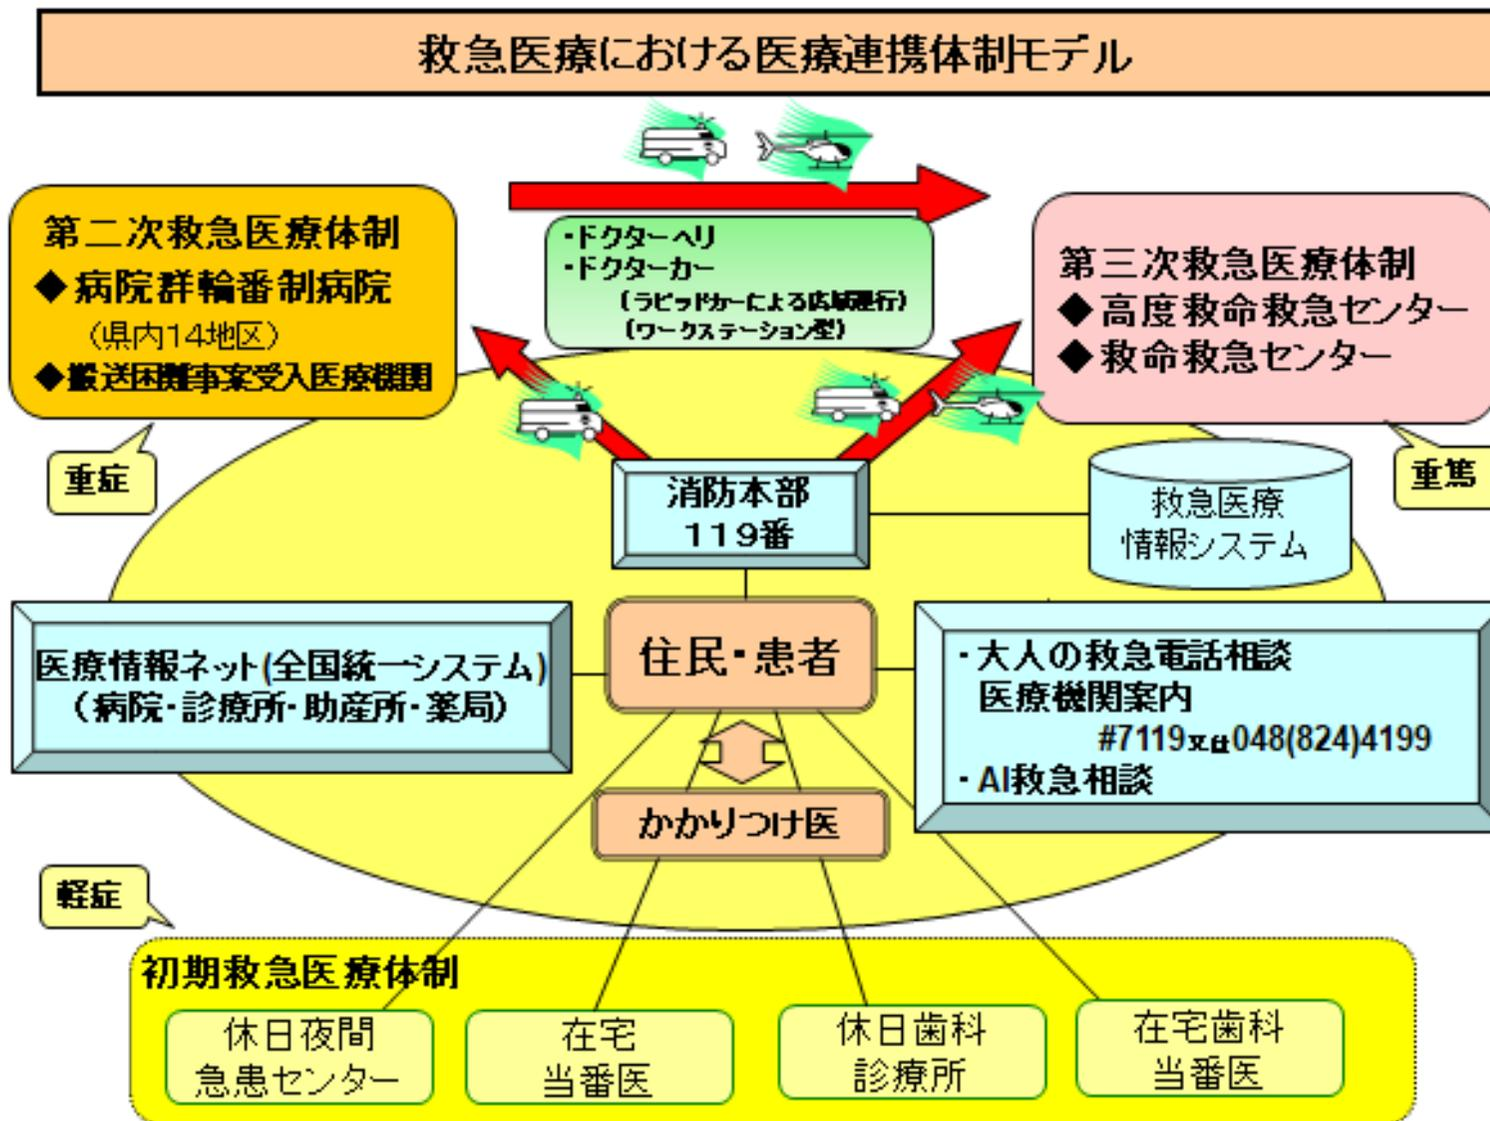 救急医療における医療連携体制モデル
第二次救急医療体制
◆病院群輪番制病院
(県内14地区)
◆搬送困難事案受入医療機関
・ドクターヘリ
・ドクターカー
(ラピッドカーによる広域運行)
(ワークステーション型)
第三次救急医療体制
◆高度救命救急センター
◆救命救急センター
重症
重篤
消防本部
119番
救急医療
情報システム
医療情報ネット(全国統一システム)
(病院・診療所・助産所・薬局)
住民・患者
・大人の救急電話相談
医療機関案内
#7119又は048(824)4199
・AI救急相談
かかりつけ医
軽症
初期救急医療体制
休日夜間
急患センター
在宅
当番医
休日歯科
診療所
在宅歯科
当番医